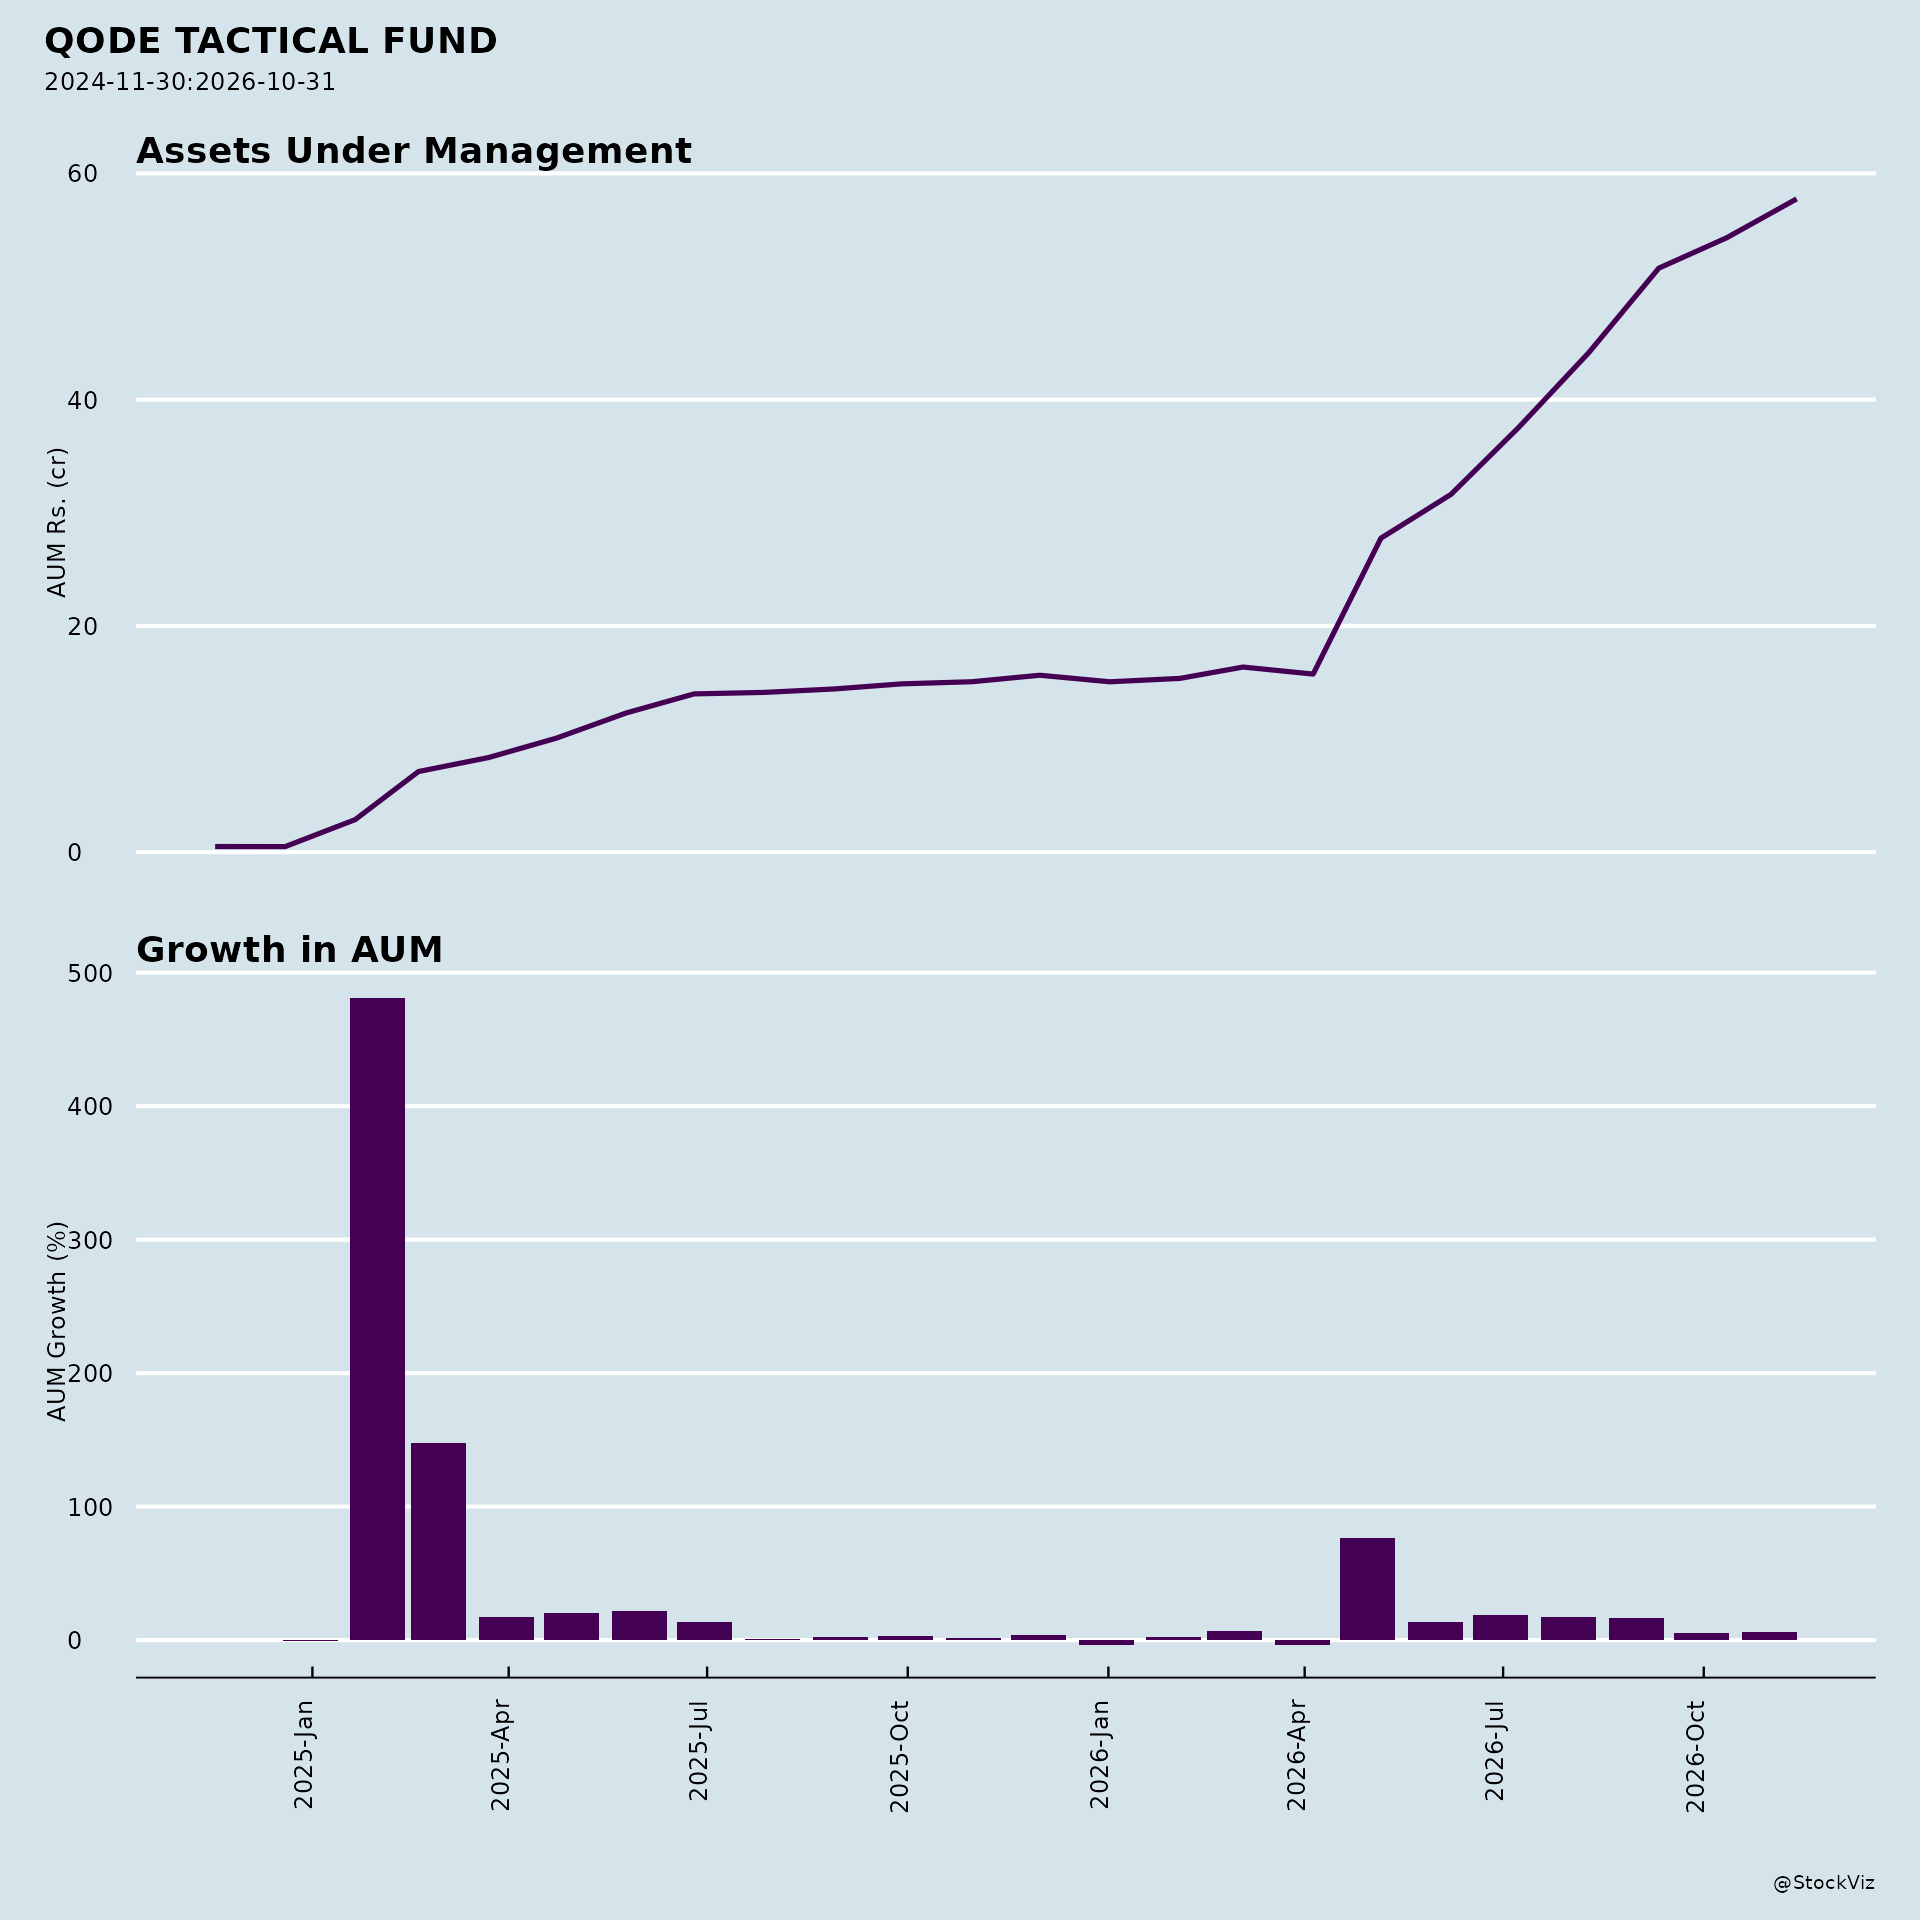 QODE TACTICAL FUND
2024-11-30:2026-10-31
Assets Under Management
60
40
20
0
AUM Rs. (cr)
Growth in AUM
500
400
300
200
100
0
AUM Growth (%)
2025-Jan
2025-Apr
2025-Jul
2025-Oct
2026-Jan
2026-Apr
2026-Jul
2026-Oct
@StockViz